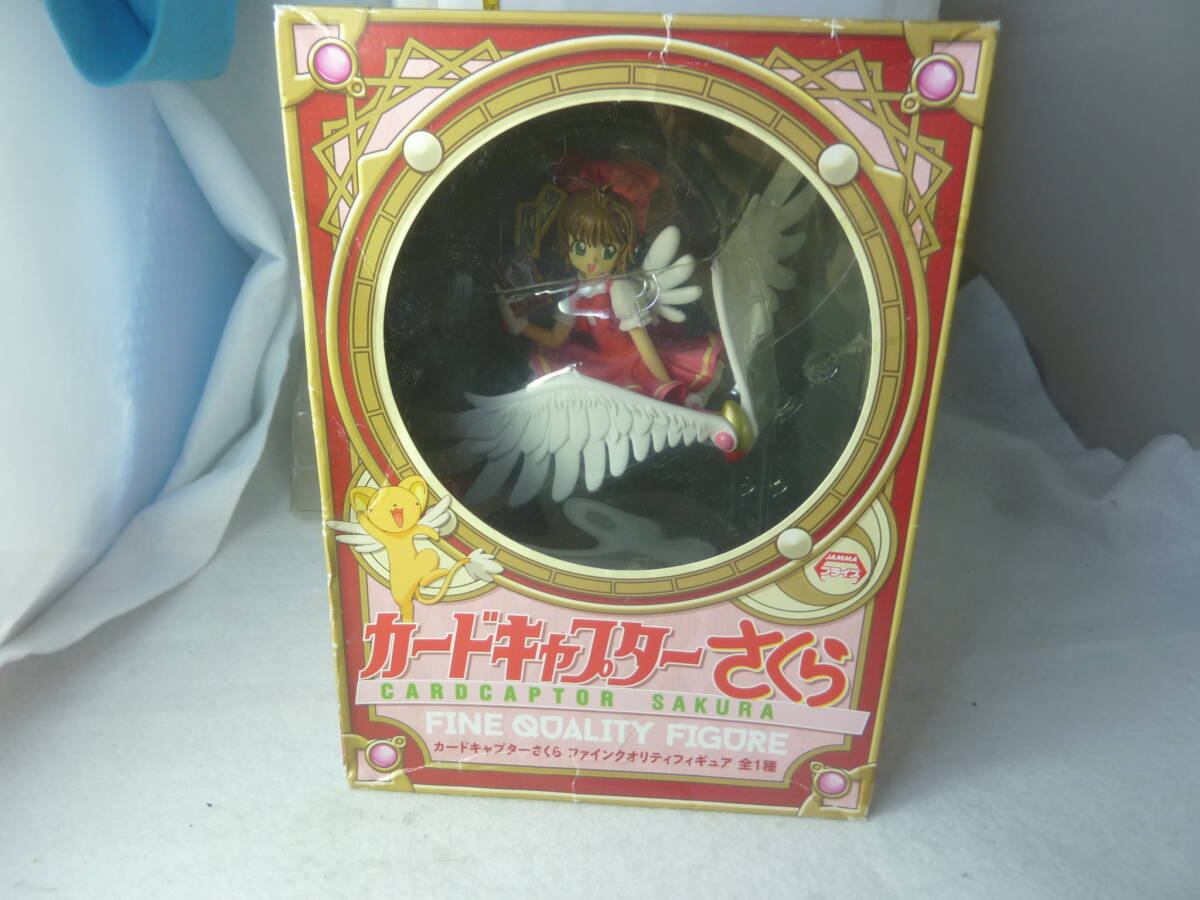 JAMMA
プライズ
カードキャプターさくら
CARDCAPTOR SAKURA
FINE QUALITY FIGURE
カードキャプターさくら ファインクオリティフィギュア 全1種